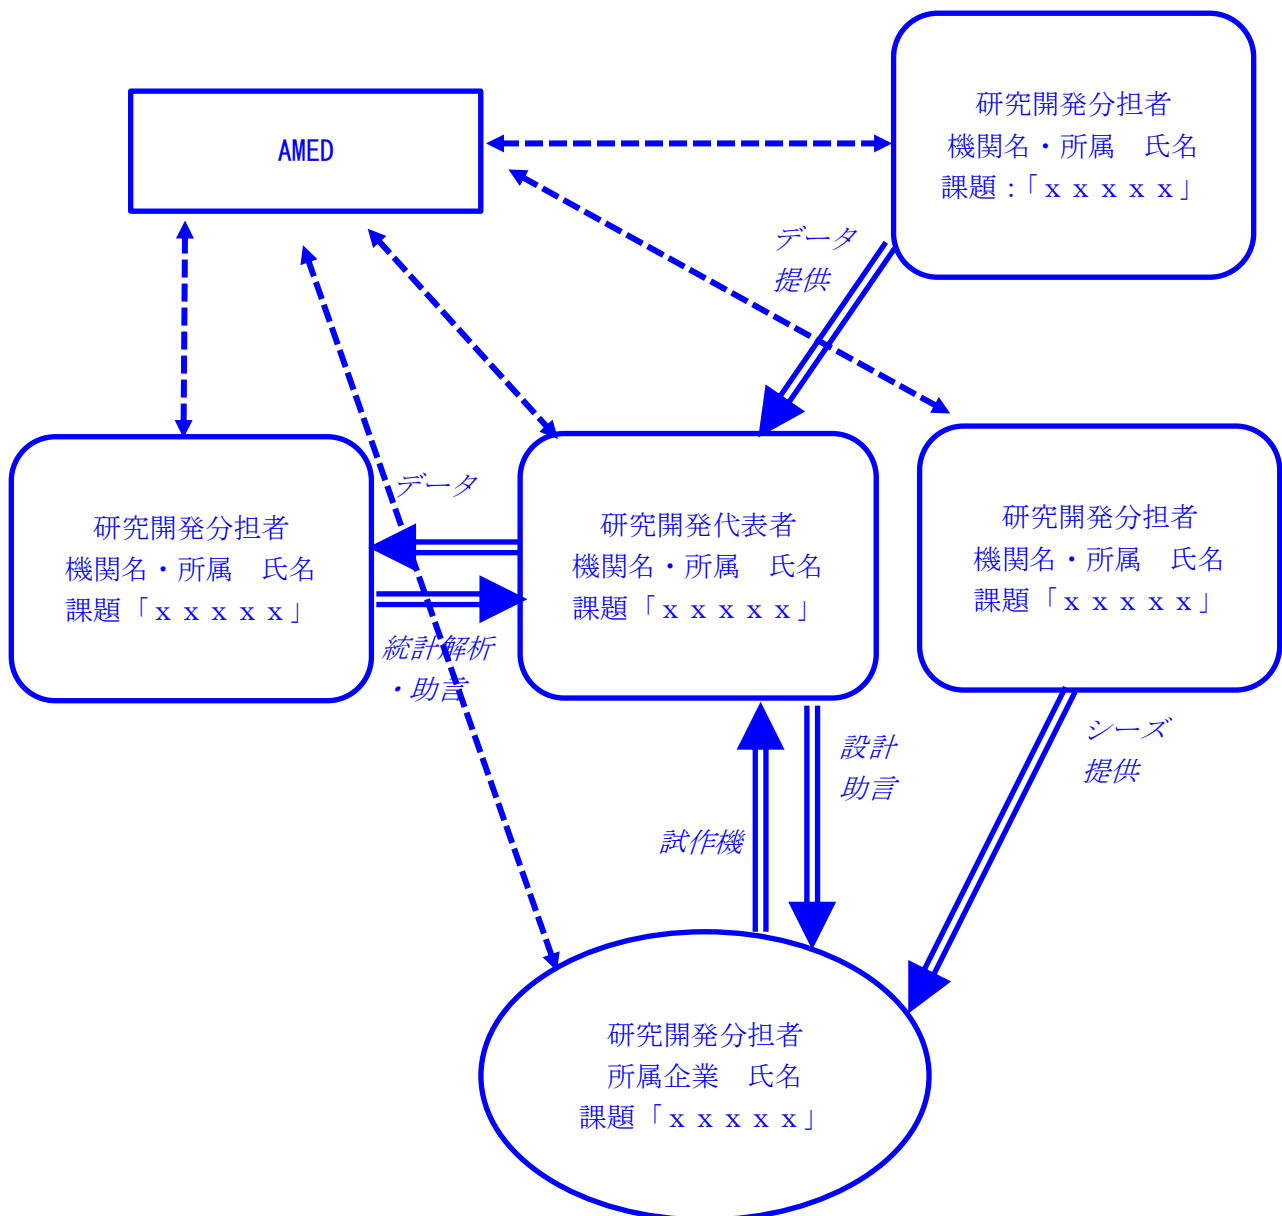 研究開発分担者
機関名・所属　氏名
課題：「ｘｘｘｘｘ」
AMED
データ
提供
研究開発分担者
機関名・所属　氏名
課題「ｘｘｘｘｘ」
データ
統計解析
・助言
研究開発代表者
機関名・所属　氏名
課題「ｘｘｘｘｘ」
研究開発分担者
機関名・所属　氏名
課題「ｘｘｘｘｘ」
設計
助言
シーズ
提供
試作機
研究開発分担者
所属企業　氏名
課題「ｘｘｘｘｘ」